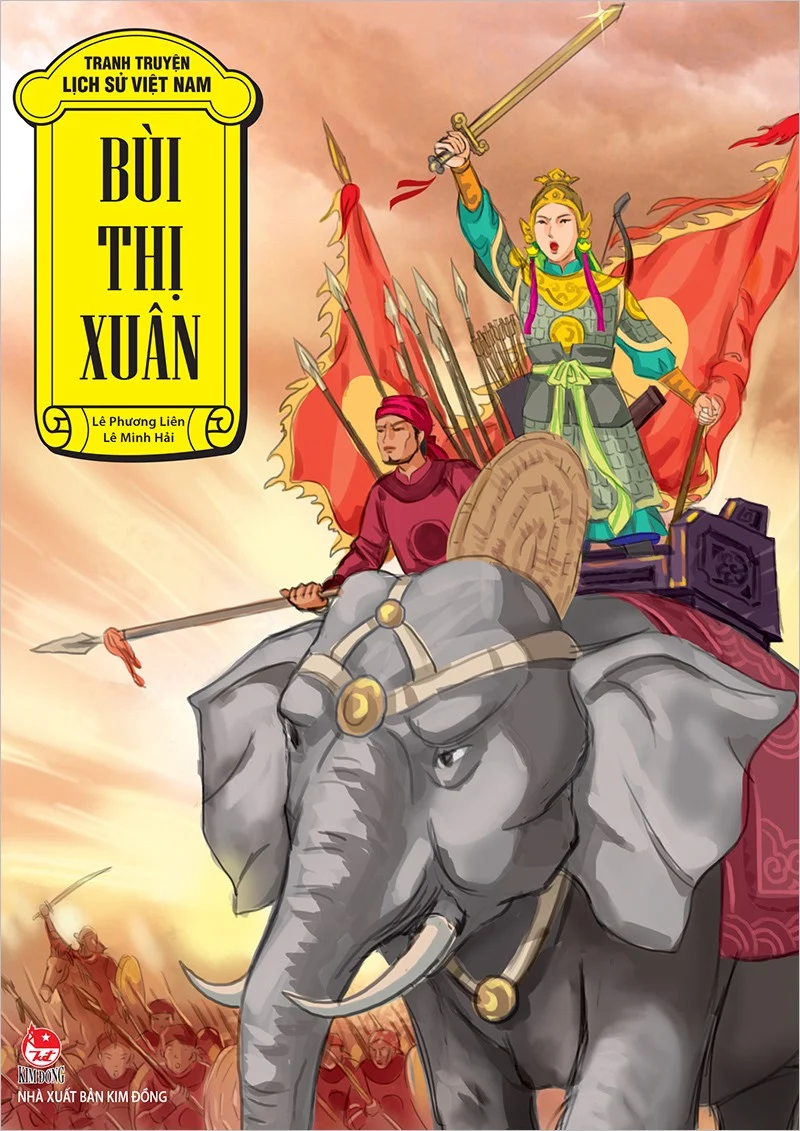 TRANH TRUYỆN
LỊCH SỬ VIỆT NAM
BÙI
THỊ
XUÂN
Lê Phương Liên
Lê Minh Hải
KIM ĐỒNG
NHÀ XUẤT BẢN KIM ĐỒNG